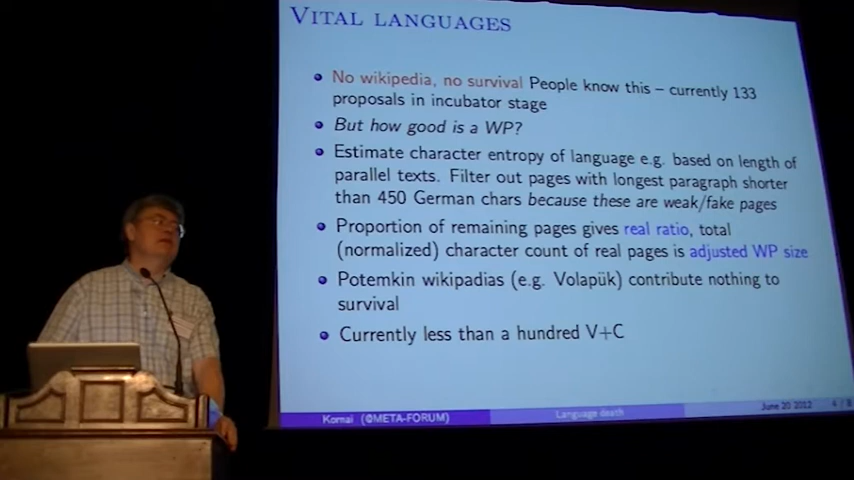 VITAL LANGUAGES
No wikipedia, no survival People know this – currently 133
proposals in incubator stage
But how good is a WP?
Estimate character entropy of language e.g. based on length of
parallel texts. Filter out pages with longest paragraph shorter
than 450 German chars because these are weak/fake pages
Proportion of remaining pages gives real ratio, total
(normalized) character count of real pages is adjusted WP size
Potemkin wikipadias (e.g. Volapük) contribute nothing to
survival
Currently less than a hundred V+C
Kornai (@META-FORUM) Language death June 20 2012 4 / 8